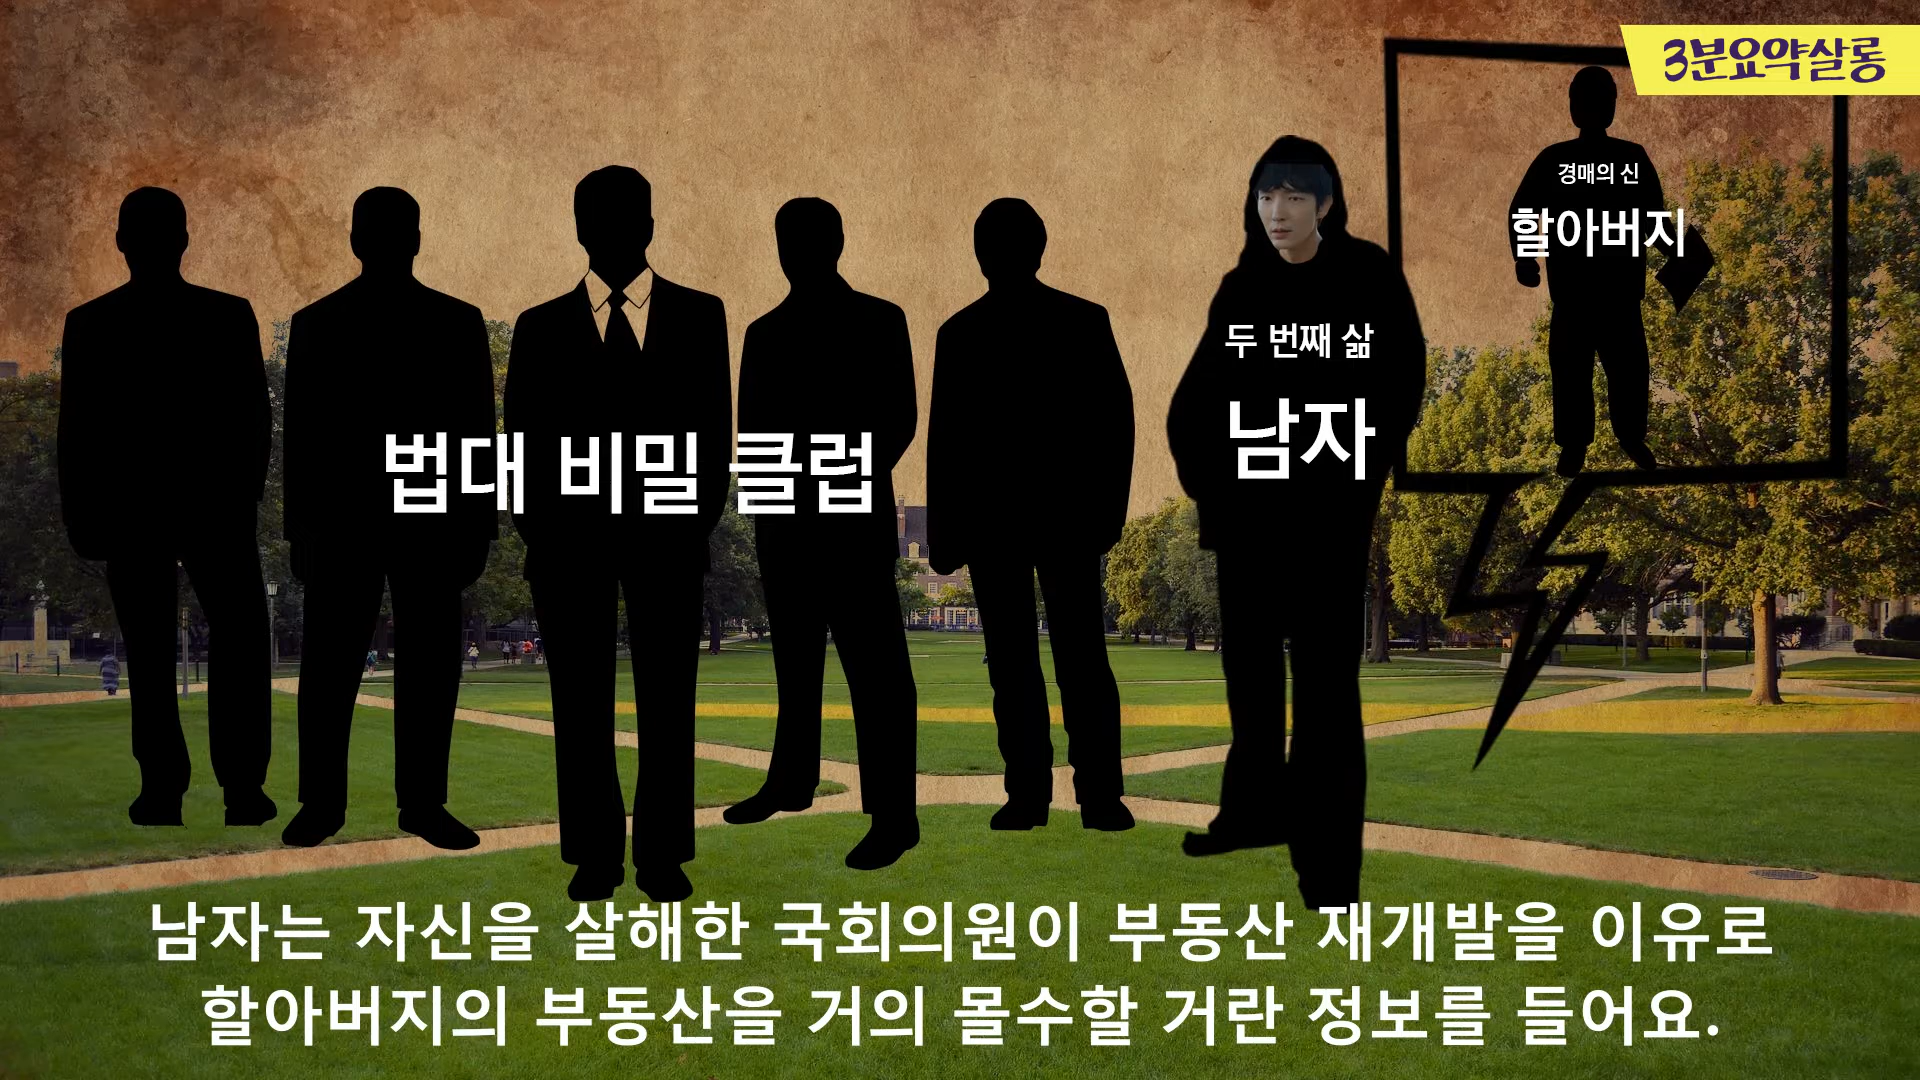 3분요약살롱
경매의 신
할아버지
두 번째 삶
남자
법대 비밀 클럽
남자는 자신을 살해한 국회의원이 부동산 재개발을 이유로
할아버지의 부동산을 거의 몰수할 거란 정보를 들어요.